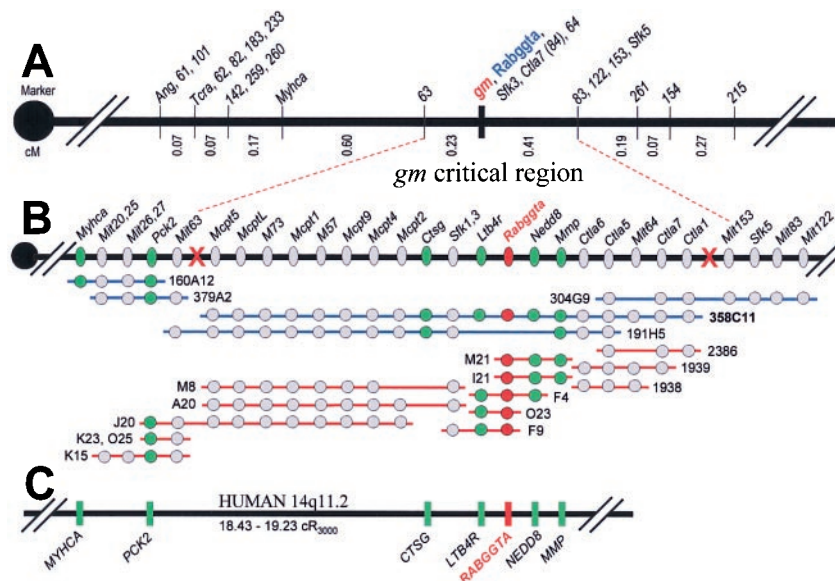 A
Marker
cM
Ang, 61, 101
Tcra, 62, 82, 183, 233
142, 259, 260
Myhca
63
gm, Rabggta,
Sfk3, Ctla7 (84), 64
83, 122, 153, Sfk5
261
154
215
0.07
0.07
0.17
0.60
0.23
0.41
0.19
0.07
0.27
gm critical region
B
Myhca
Mit20,25
Mit26,27
Pck2
Mit63
X
Mcpt5
McptL
M73
Mcpt1
M57
Mcpt9
Mcpt4
Mcpt2
Ctsg
Sfk1,3
Ltb4r
Rabggta
Nedd8
Mmp
Ctla6
Ctla5
Mit64
Ctla7
Ctla1
X
Mit153
Sfk5
Mit83
Mit122
160A12
379A2
304G9
358C11
191H5
M21
2386
I21
1939
M8
F4
1938
A20
O23
J20
F9
K23, O25
K15
C
HUMAN 14q11.2
18.43 - 19.23 cR3000
MYHCA
PCK2
CTSG
LTB4R
RABGGTA
NEDD8
MMP